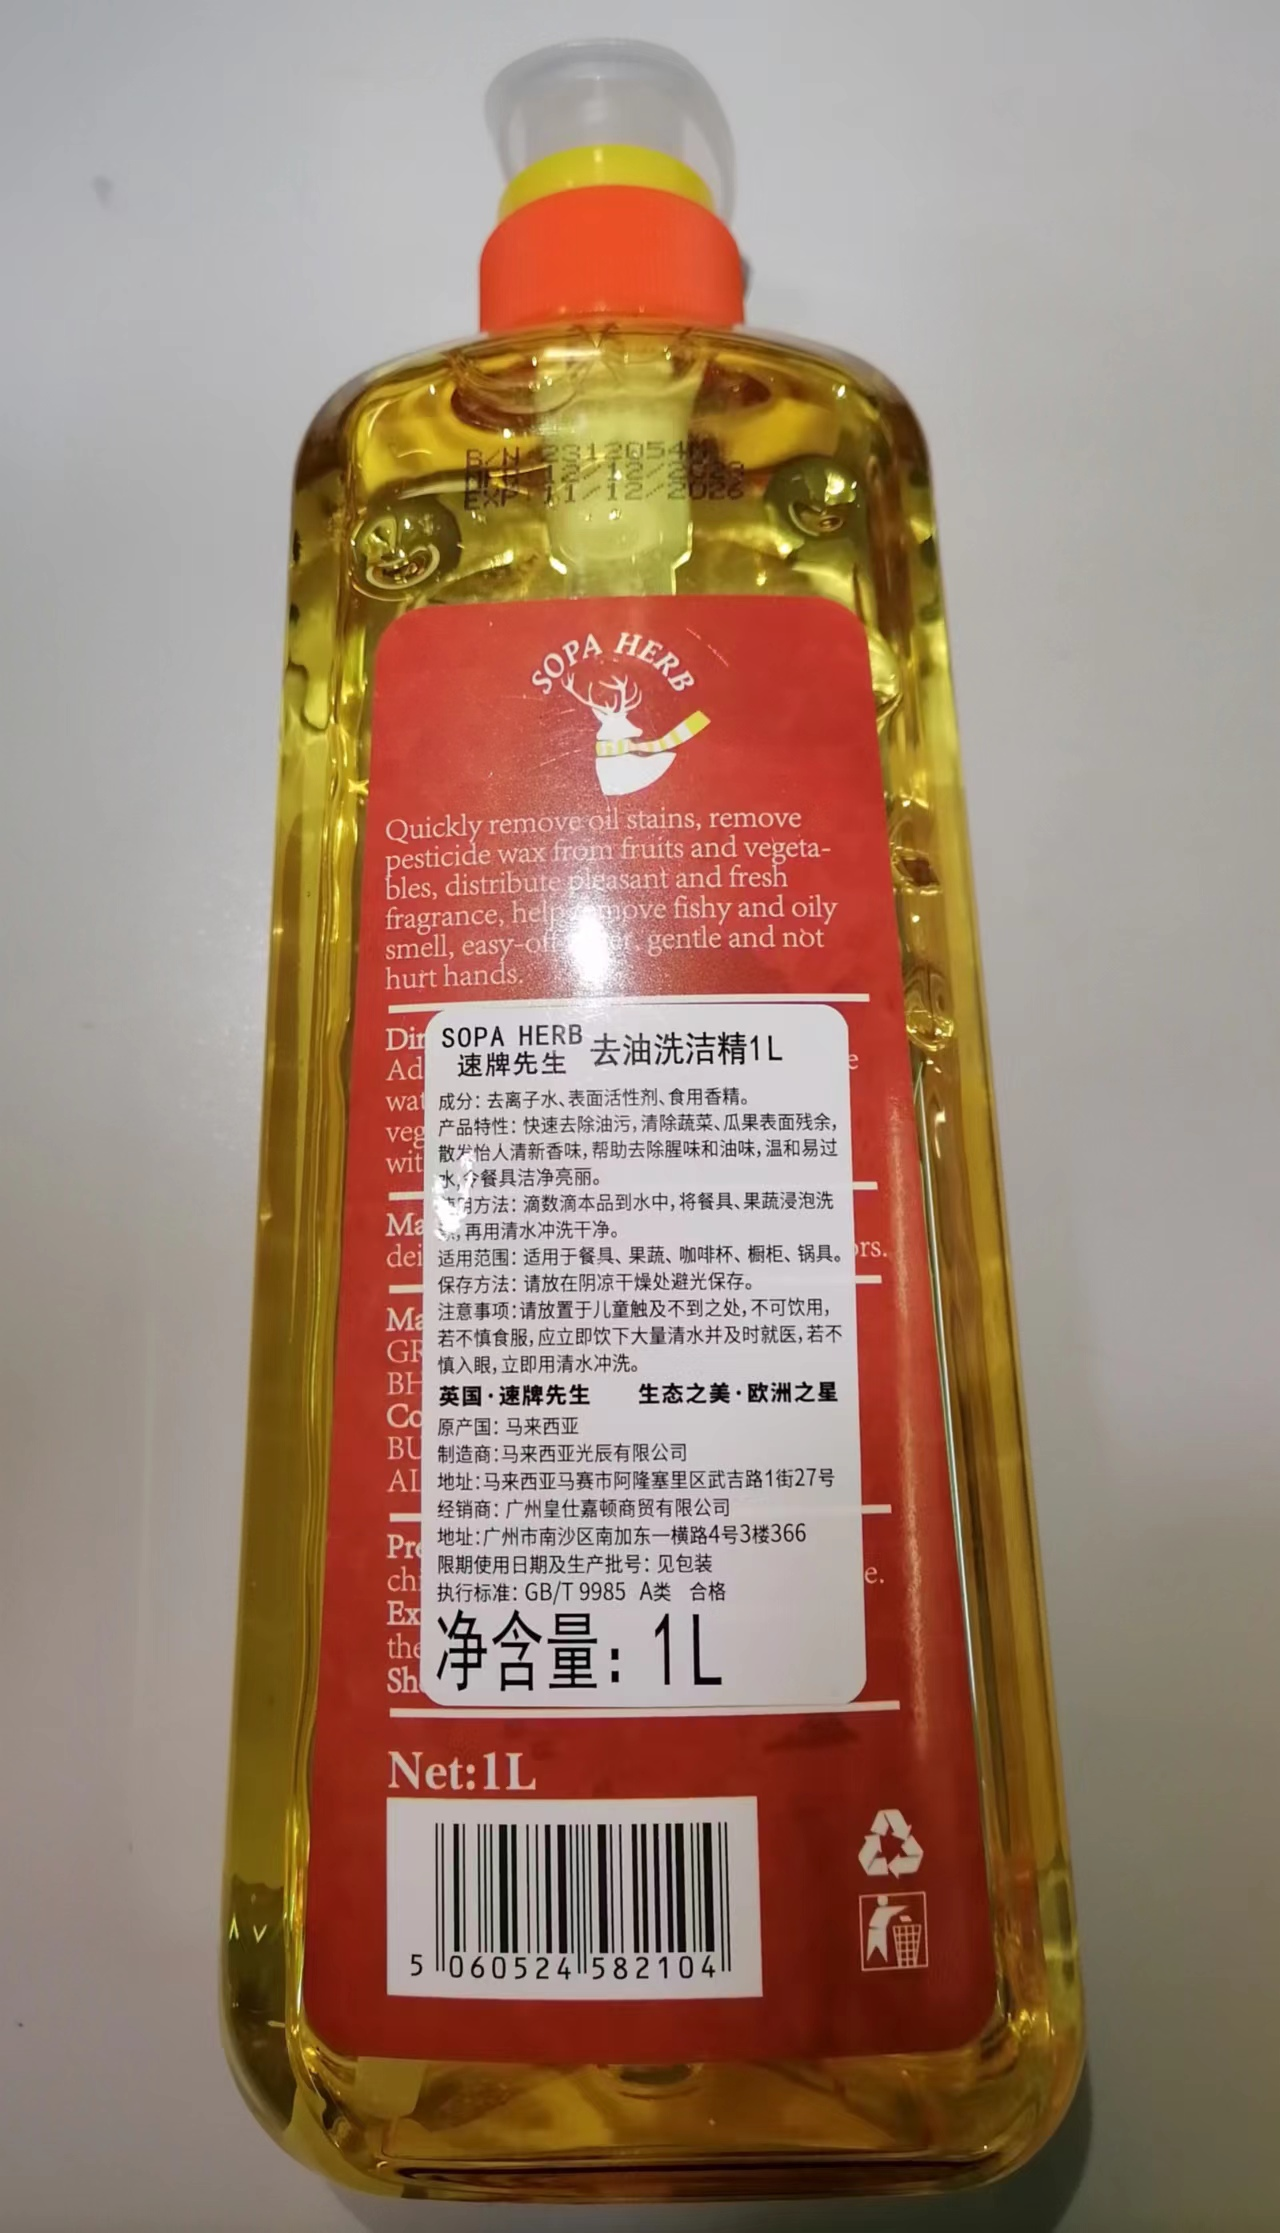 B/N 2312054M
MFG 12/12/2023
EXP 11/12/2026
SOPA HERB
Quickly remove oil stains, remove
pesticide wax from fruits and vegeta-
bles, distribute pleasant and fresh
fragrance, help remove fishy and oily
smell, easy-off gentle and not
hurt hands.
SOPA HERB
速牌先生 去油洗洁精1L
成分：去离子水、表面活性剂、食用香精。
产品特性：快速去除油污，清除蔬菜、瓜果表面残余，
散发怡人清新香味，帮助去除腥味和油味，温和易过
水，令餐具洁净亮丽。
使用方法：滴数滴本品到水中，将餐具、果蔬浸泡洗
，再用清水冲洗干净。
适用范围：适用于餐具、果蔬、咖啡杯、橱柜、锅具。
保存方法：请放在阴凉干燥处避光保存。
注意事项：请放置于儿童触及不到之处，不可饮用，
若不慎食服，应立即饮下大量清水并及时就医，若不
慎入眼，立即用清水冲洗。
英国·速牌先生 生态之美·欧洲之星
原产国：马来西亚
制造商：马来西亚光辰有限公司
地址：马来西亚马赛市阿隆塞里区武吉路1街27号
经销商：广州皇仕嘉顿商贸有限公司
地址：广州市南沙区南加东一横路4号3楼366
限期使用日期及生产批号：见包装
执行标准：GB/T 9985 A类 合格
净含量：1L
Net:1L
5 060524 582104